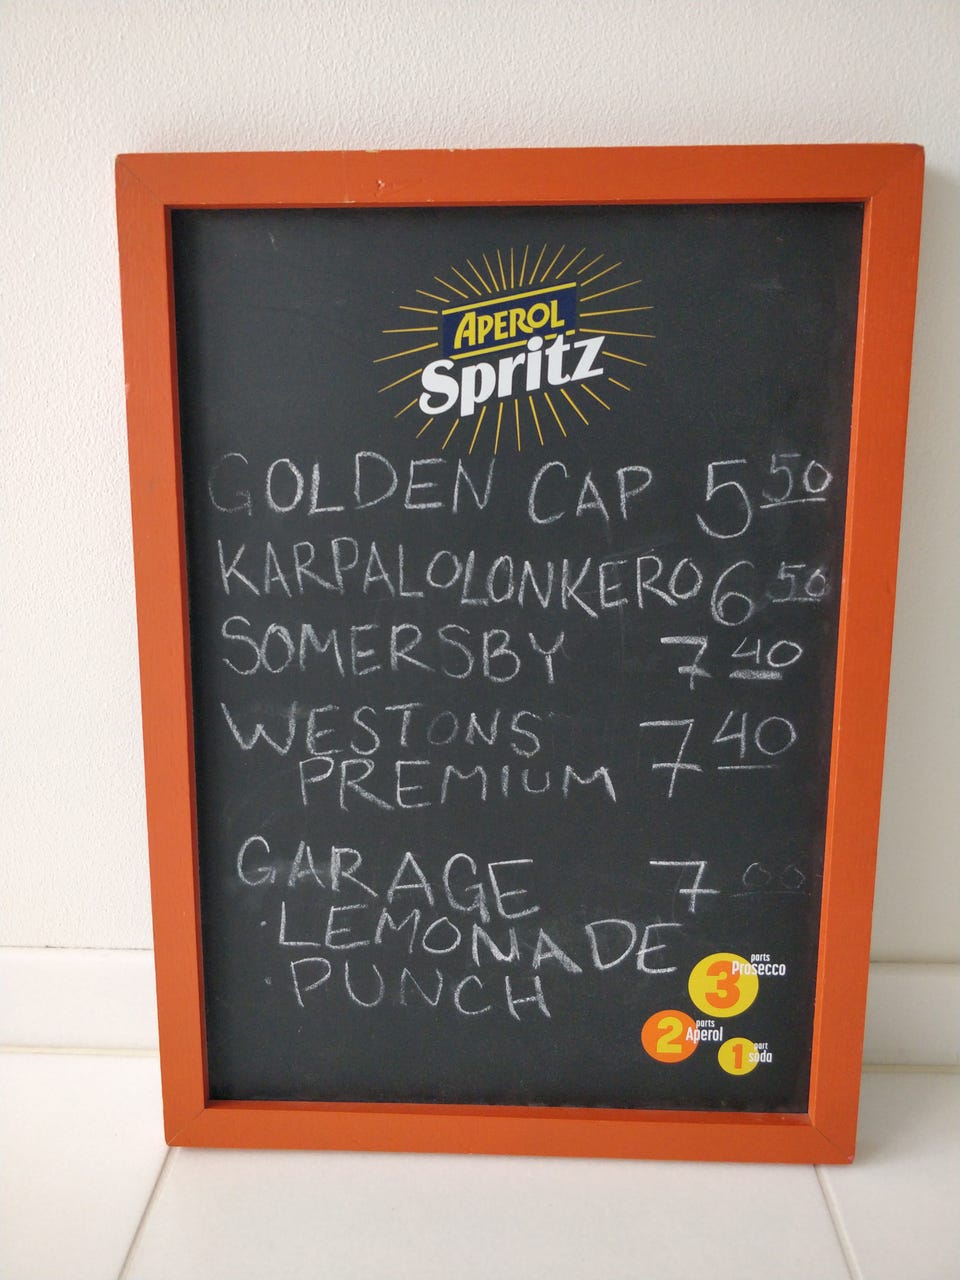 APEROL
Spritz
GOLDEN CAP 5 50
KARPALOLONKERO 6 50
SOMERSBY 7 40
WESTONS 7 40
PREMIUM
GARAGE 7 00
·LEMONADE
·PUNCH
3 parts Prosecco
2 parts Aperol
1 part soda